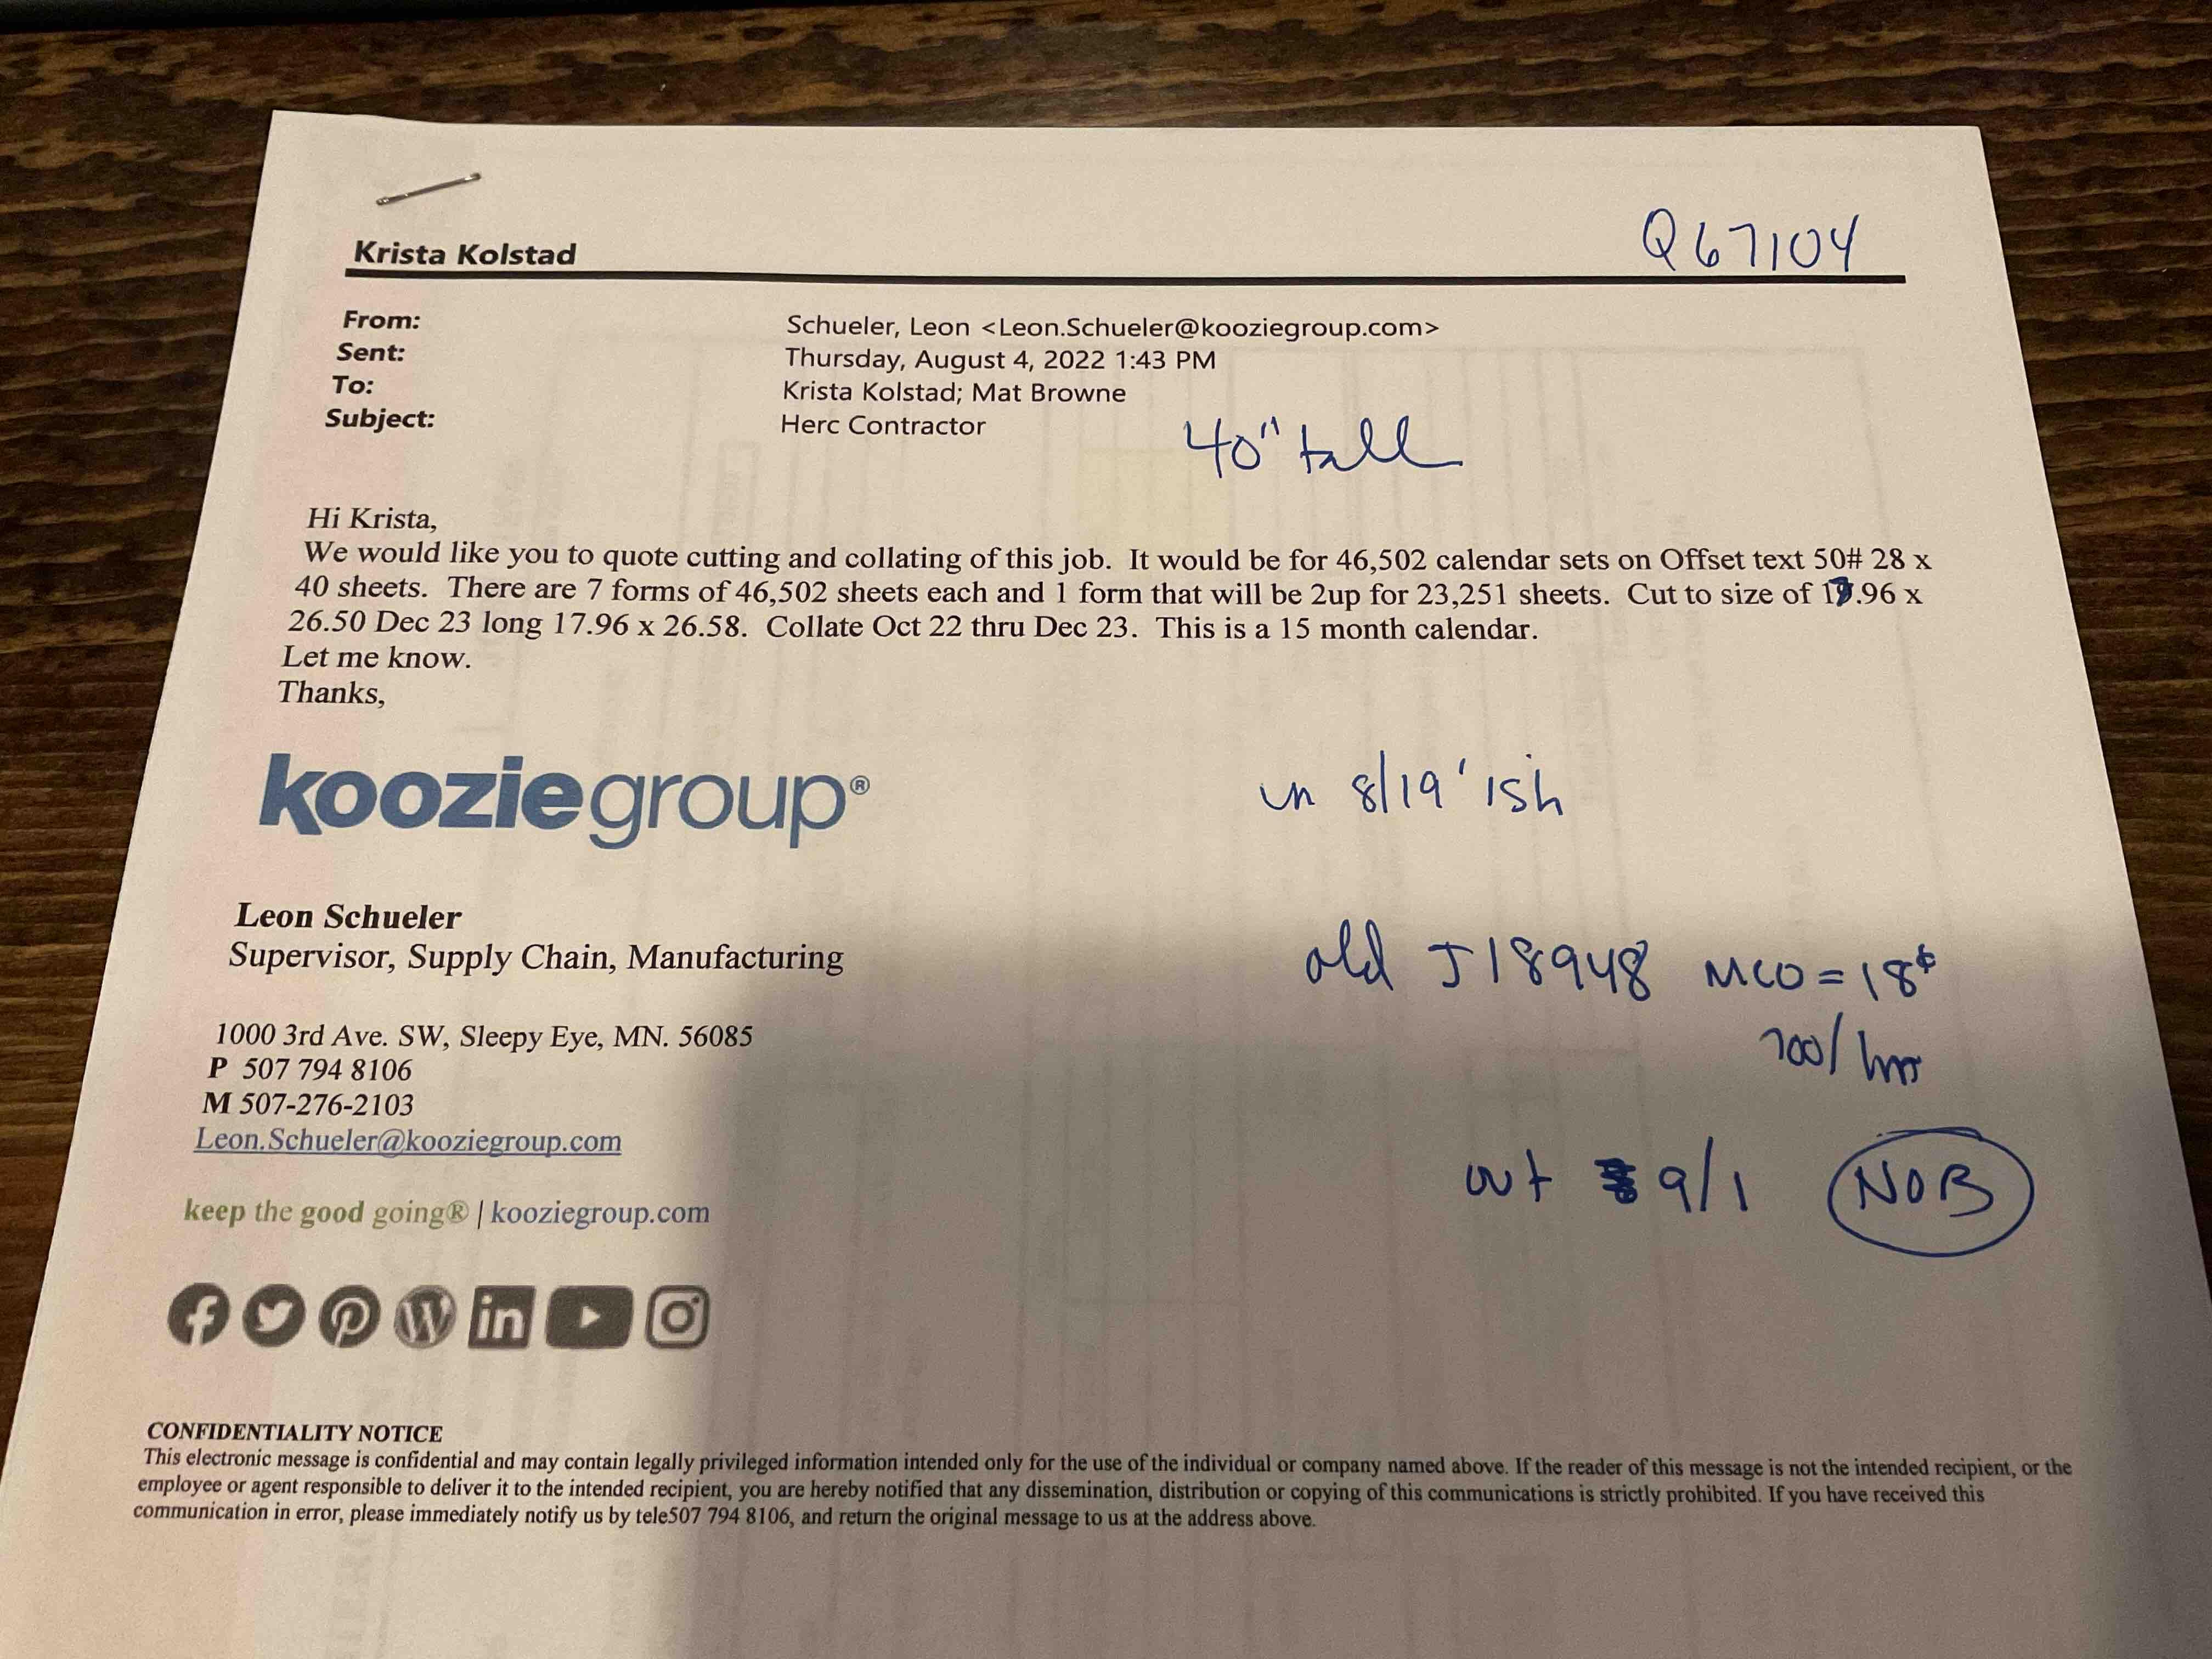 Q67104
Krista Kolstad
From: Schueler, Leon <Leon.Schueler@kooziegroup.com>
Sent: Thursday, August 4, 2022 1:43 PM
To: Krista Kolstad; Mat Browne
Subject: Herc Contractor
40" tall
Hi Krista,
We would like you to quote cutting and collating of this job. It would be for 46,502 calendar sets on Offset text 50# 28 x
40 sheets. There are 7 forms of 46,502 sheets each and 1 form that will be 2up for 23,251 sheets. Cut to size of x
26.50 Dec 23 long 17.96 x 26.58. Collate Oct 22 thru Dec 23. This is a 15 month calendar.
Let me know.
Thanks,
kooziegroup®
in 8/19'ish
Leon Schueler
Supervisor, Supply Chain, Manufacturing
old J18948 MCO = 18¢
700/hr
1000 3rd Ave. SW, Sleepy Eye, MN. 56085
P 507 794 8106
M 507-276-2103
Leon.Schueler@kooziegroup.com
out 9/1 NOB
keep the good going® | kooziegroup.com
in
CONFIDENTIALITY NOTICE
This electronic message is confidential and may contain legally privileged information intended only for the use of the individual or company named above. If the reader of this message is not the intended recipient, or the
employee or agent responsible to deliver it to the intended recipient, you are hereby notified that any dissemination, distribution or copying of this communications is strictly prohibited. If you have received this
communication in error, please immediately notify us by tele507 794 8106, and return the original message to us at the address above.